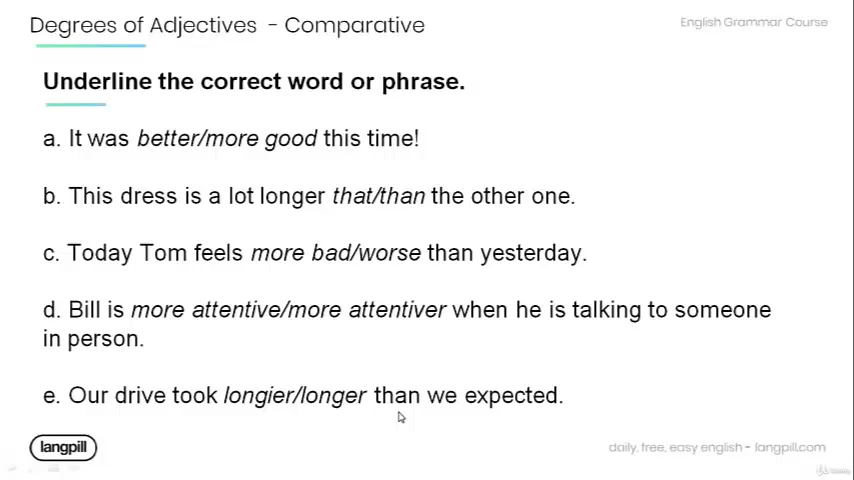 Degrees of Adjectives - Comparative
English Grammar Course
Underline the correct word or phrase.
a. It was better/more good this time!
b. This dress is a lot longer that/than the other one.
c. Today Tom feels more bad/worse than yesterday.
d. Bill is more attentive/more attentiver when he is talking to someone
in person.
e. Our drive took longier/longer than we expected.
langpill
daily, free, easy english - langpill.com